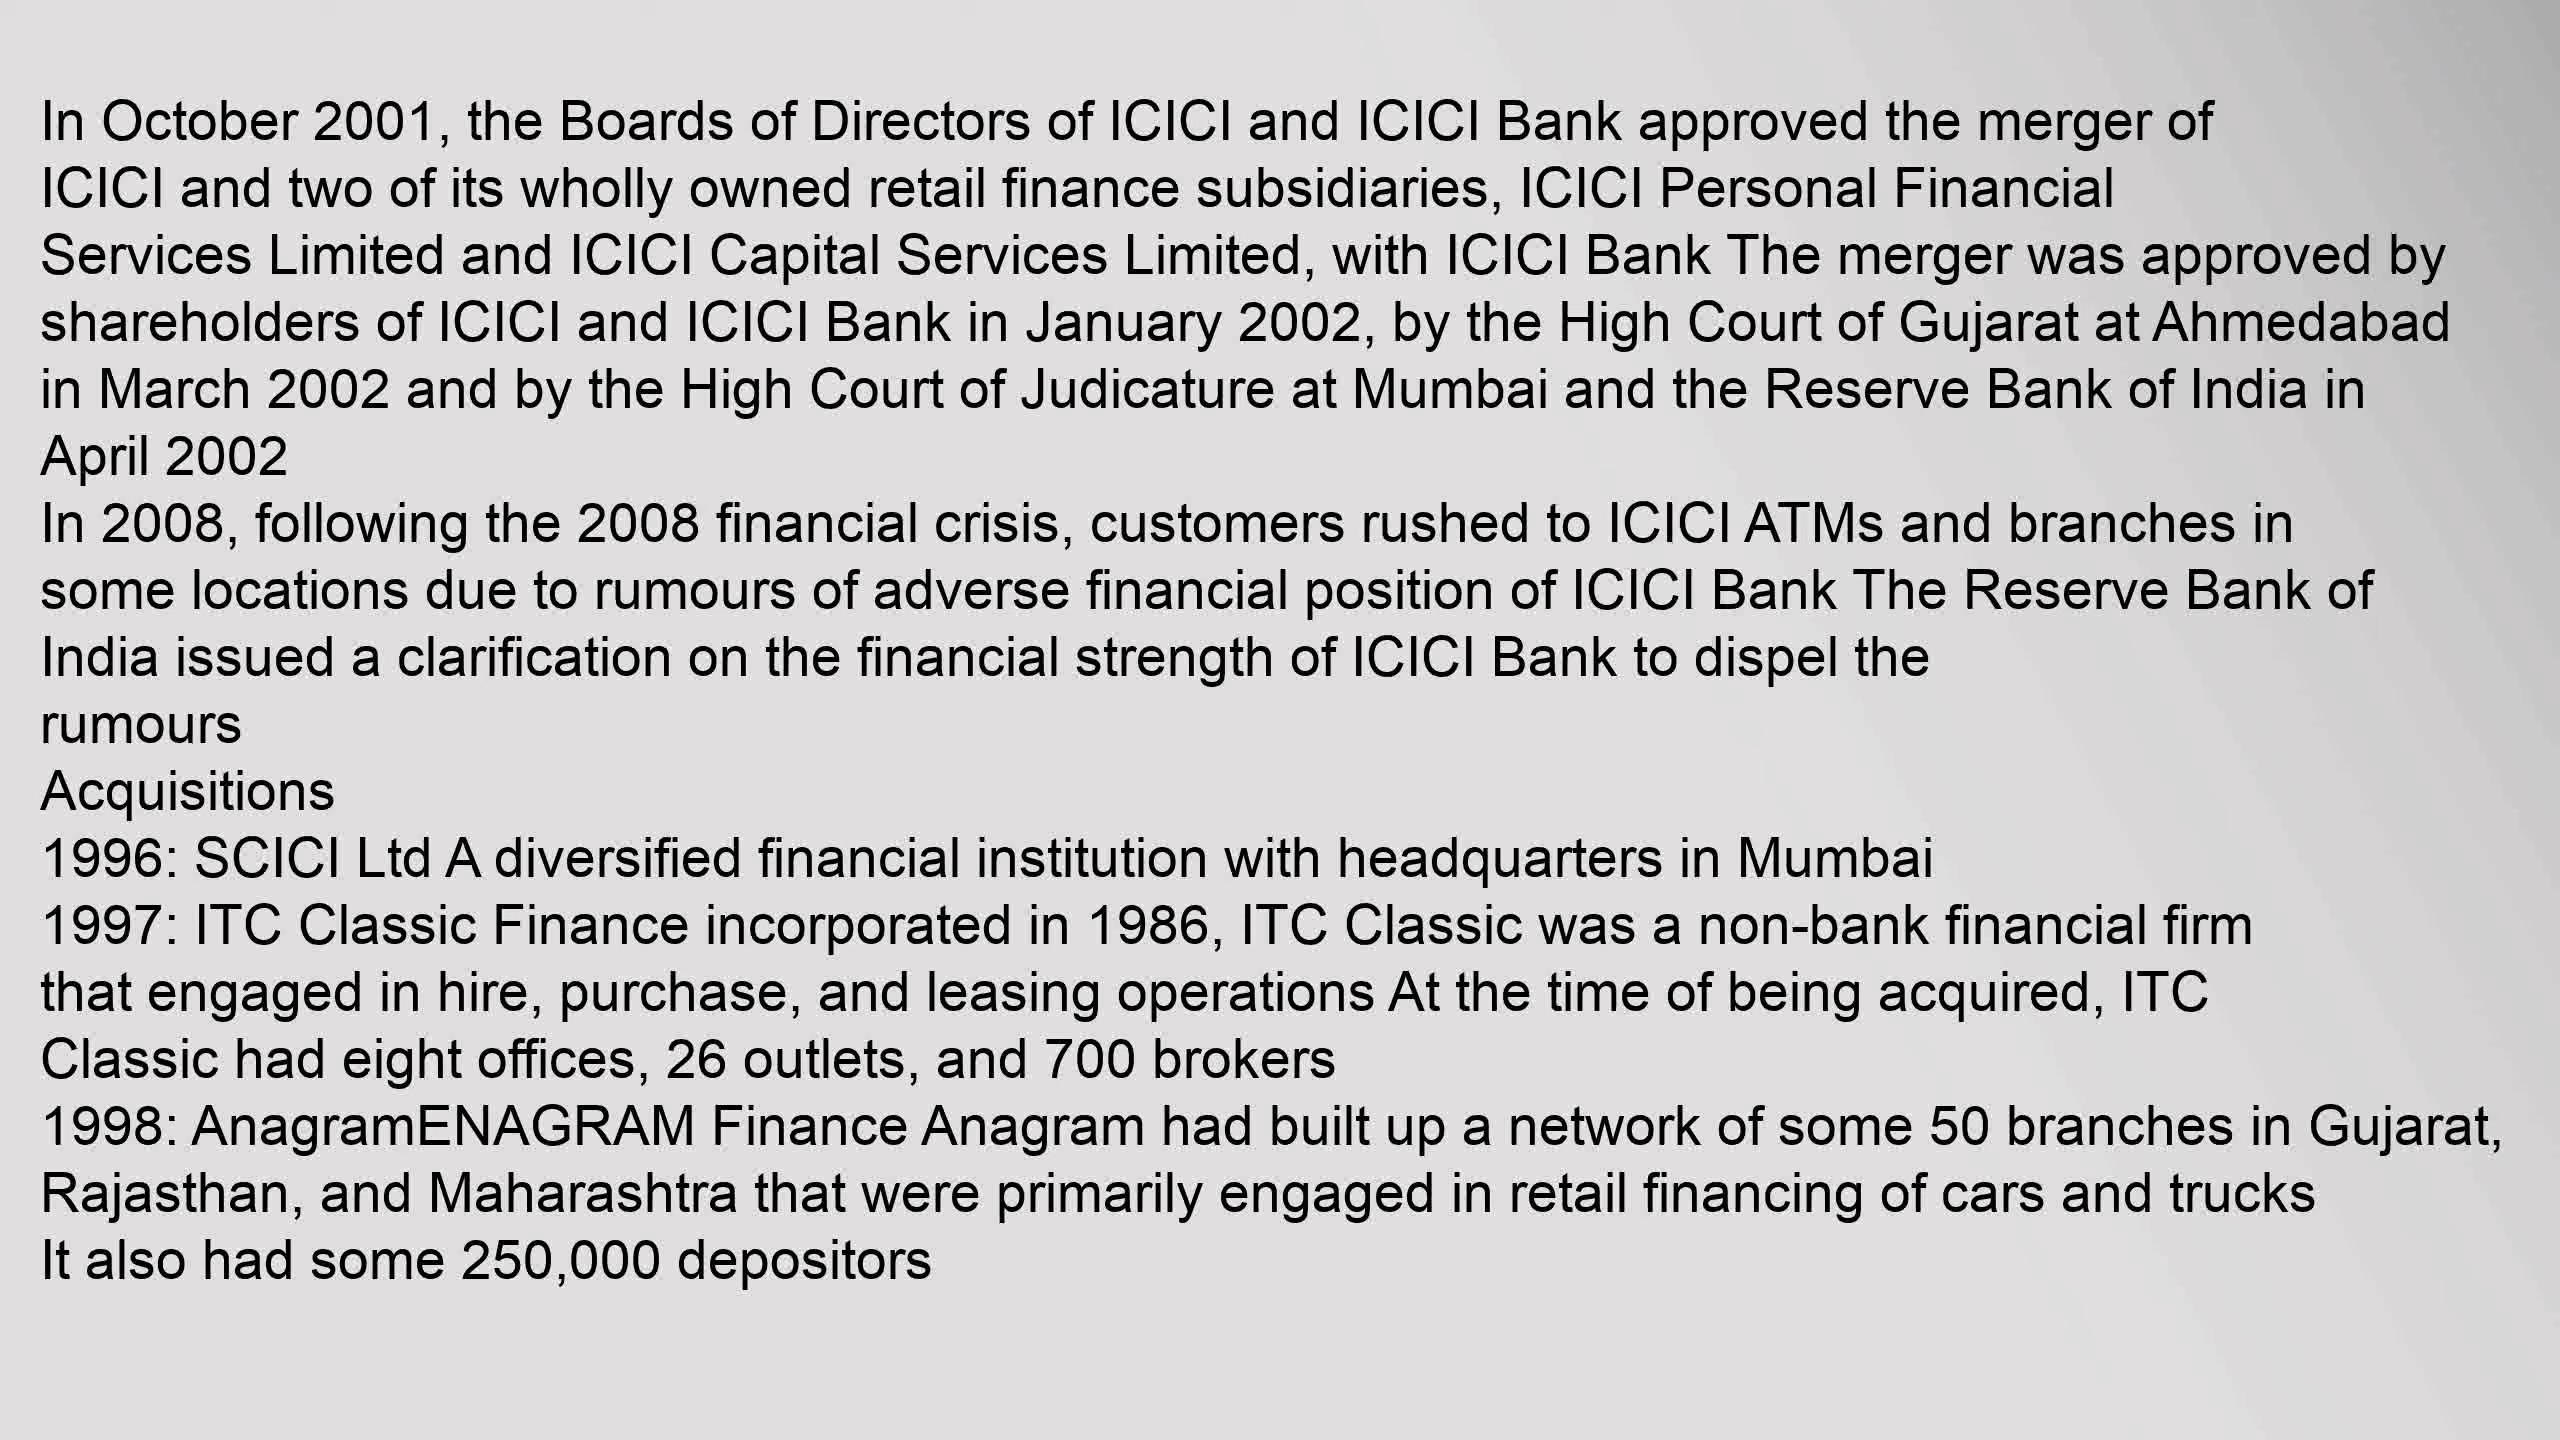 In October 2001, the Boards of Directors of ICICI and ICICI Bank approved the merger of
ICICI and two of its wholly owned retail finance subsidiaries, ICICI Personal Financial
Services Limited and ICICI Capital Services Limited, with ICICI Bank The merger was approved by
shareholders of ICICI and ICICI Bank in January 2002, by the High Court of Gujarat at Ahmedabad
in March 2002 and by the High Court of Judicature at Mumbai and the Reserve Bank of India in
April 2002
In 2008, following the 2008 financial crisis, customers rushed to ICICI ATMs and branches in
some locations due to rumours of adverse financial position of ICICI Bank The Reserve Bank of
India issued a clarification on the financial strength of ICICI Bank to dispel the
rumours
Acquisitions
1996: SCICI Ltd A diversified financial institution with headquarters in Mumbai
1997: ITC Classic Finance incorporated in 1986, ITC Classic was a non-bank financial firm
that engaged in hire, purchase, and leasing operations At the time of being acquired, ITC
Classic had eight offices, 26 outlets, and 700 brokers
1998: AnagramENAGRAM Finance Anagram had built up a network of some 50 branches in Gujarat,
Rajasthan, and Maharashtra that were primarily engaged in retail financing of cars and trucks
It also had some 250,000 depositors